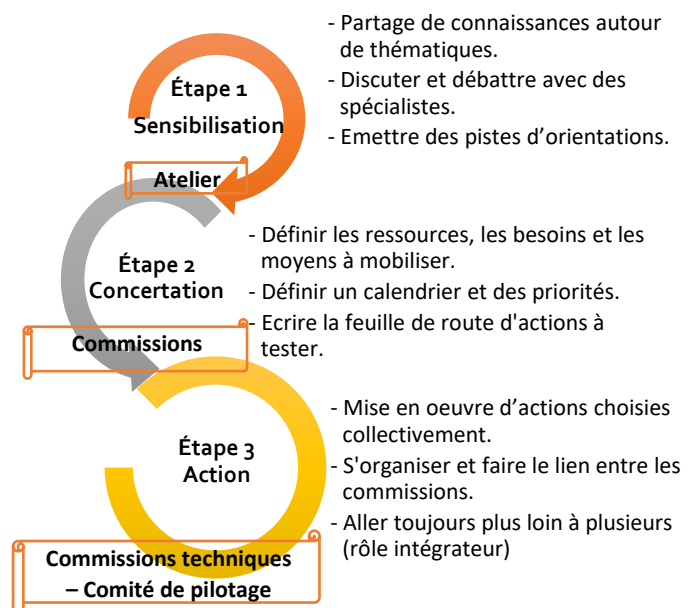 Étape 1
Sensibilisation
Atelier
- Partage de connaissances autour
de thématiques.
- Discuter et débattre avec des
spécialistes.
- Emettre des pistes d'orientations.
Étape 2
Concertation
Commissions
- Définir les ressources, les besoins et les
moyens à mobiliser.
- Définir un calendrier et des priorités.
- Ecrire la feuille de route d'actions à
tester.
Étape 3
Action
Commissions techniques
– Comité de pilotage
- Mise en oeuvre d'actions choisies
collectivement.
- S'organiser et faire le lien entre les
commissions.
- Aller toujours plus loin à plusieurs
(rôle intégrateur)